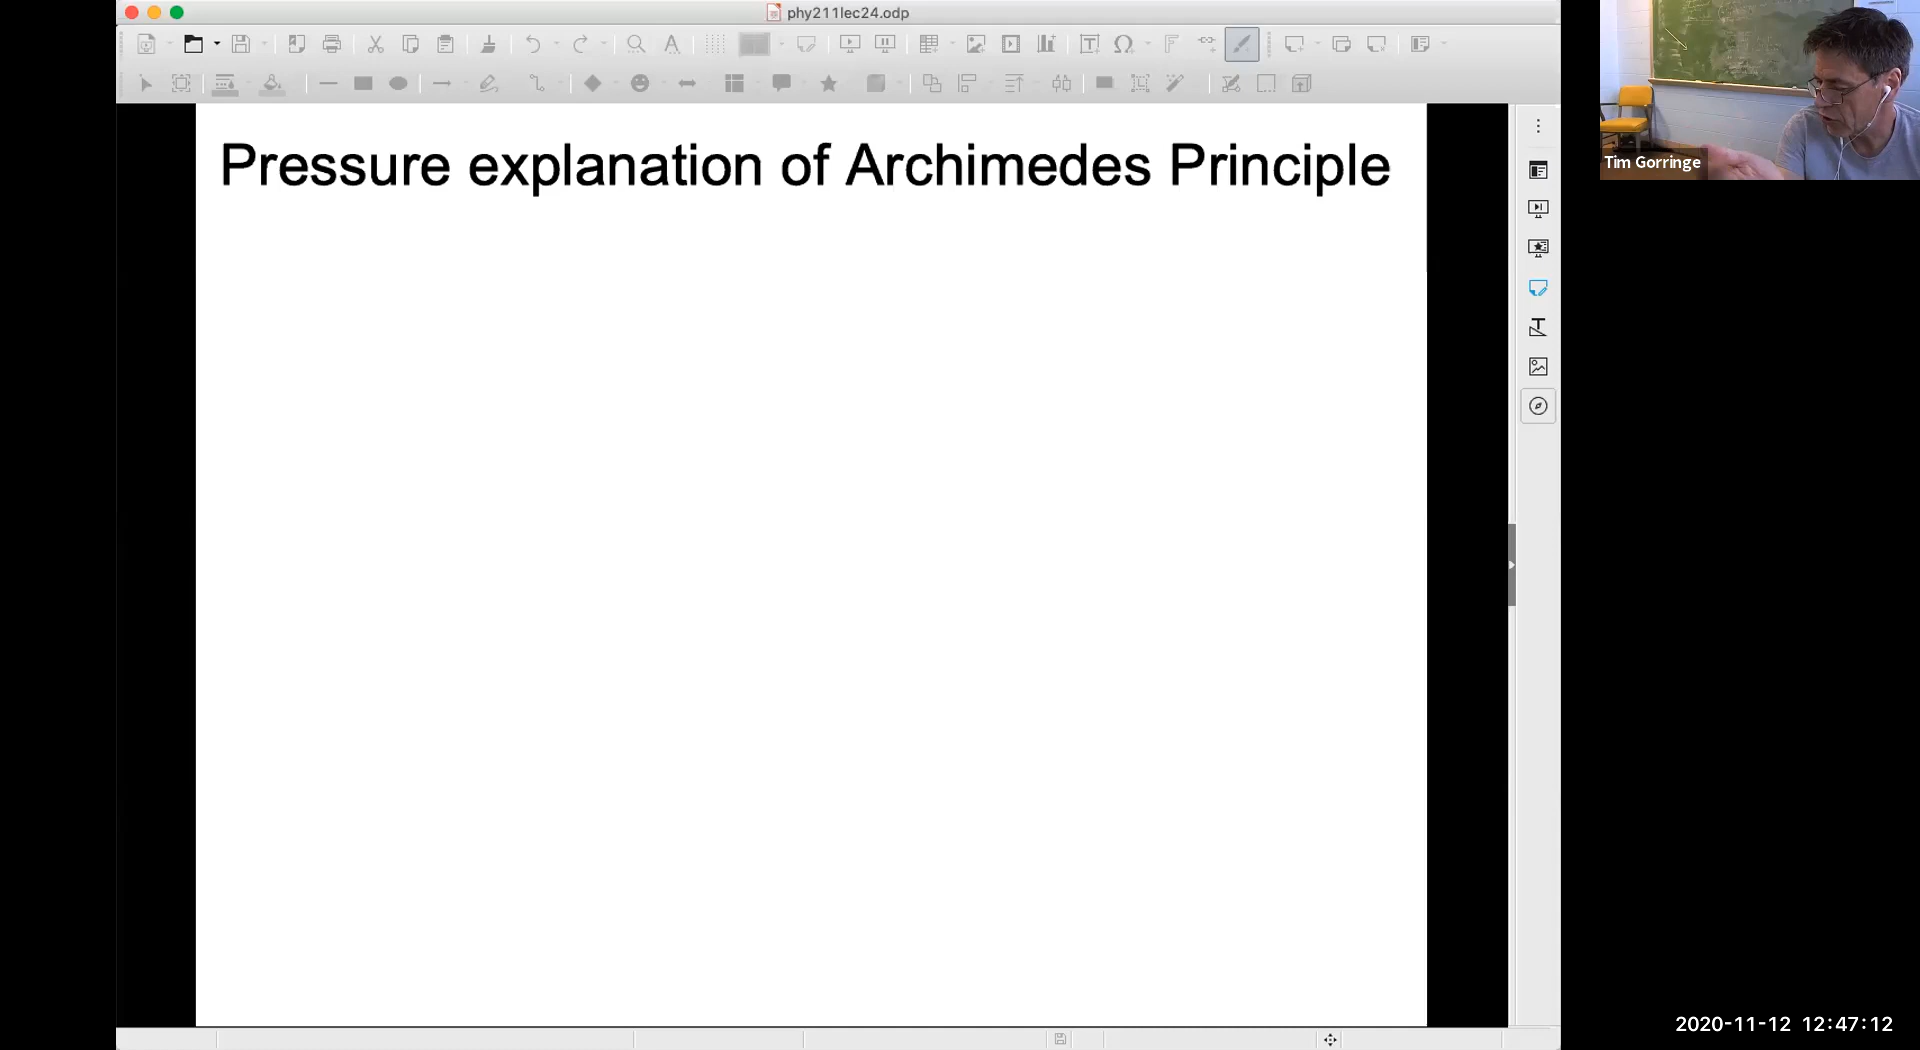 phy211lec24.odp
Pressure explanation of Archimedes Principle
Tim Gorringe
2020-11-12 12:47:12